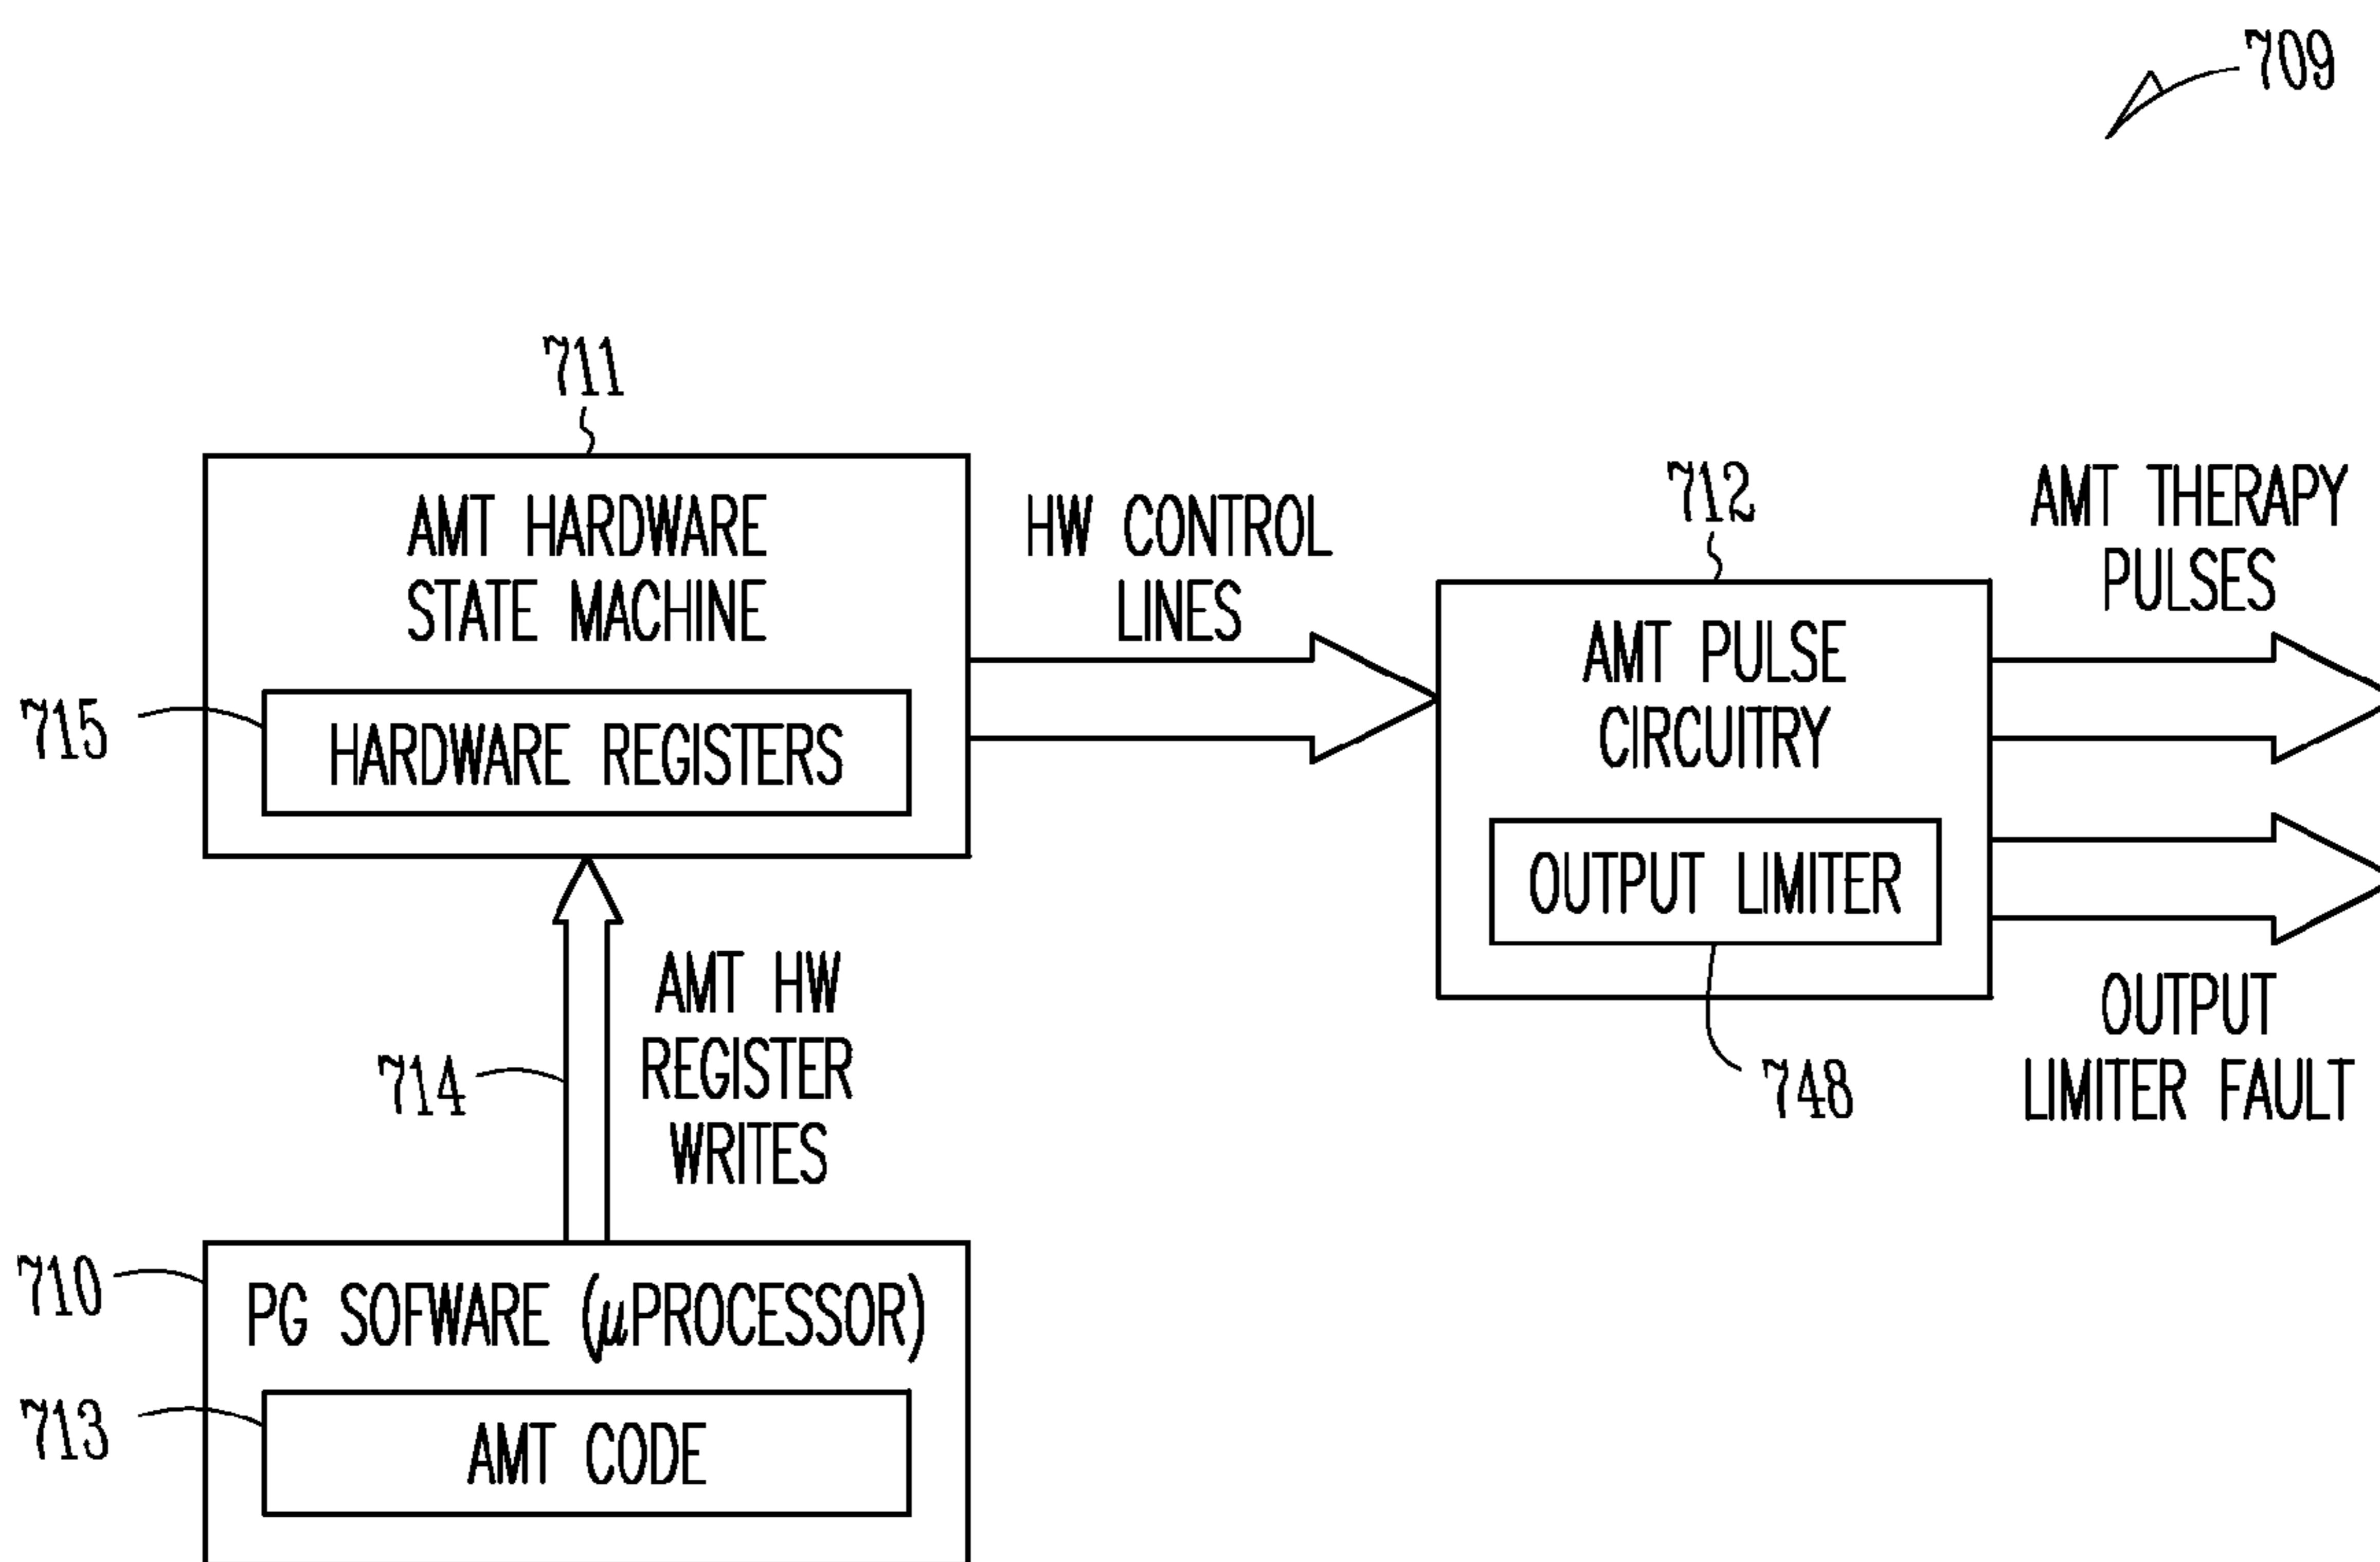 709
711
AMT HARDWARE
STATE MACHINE
715
HARDWARE REGISTERS
HW CONTROL
LINES
712
AMT PULSE
CIRCUITRY
OUTPUT LIMITER
748
AMT THERAPY
PULSES
OUTPUT
LIMITER FAULT
714
AMT HW
REGISTER
WRITES
710
PG SOFWARE (µPROCESSOR)
713
AMT CODE